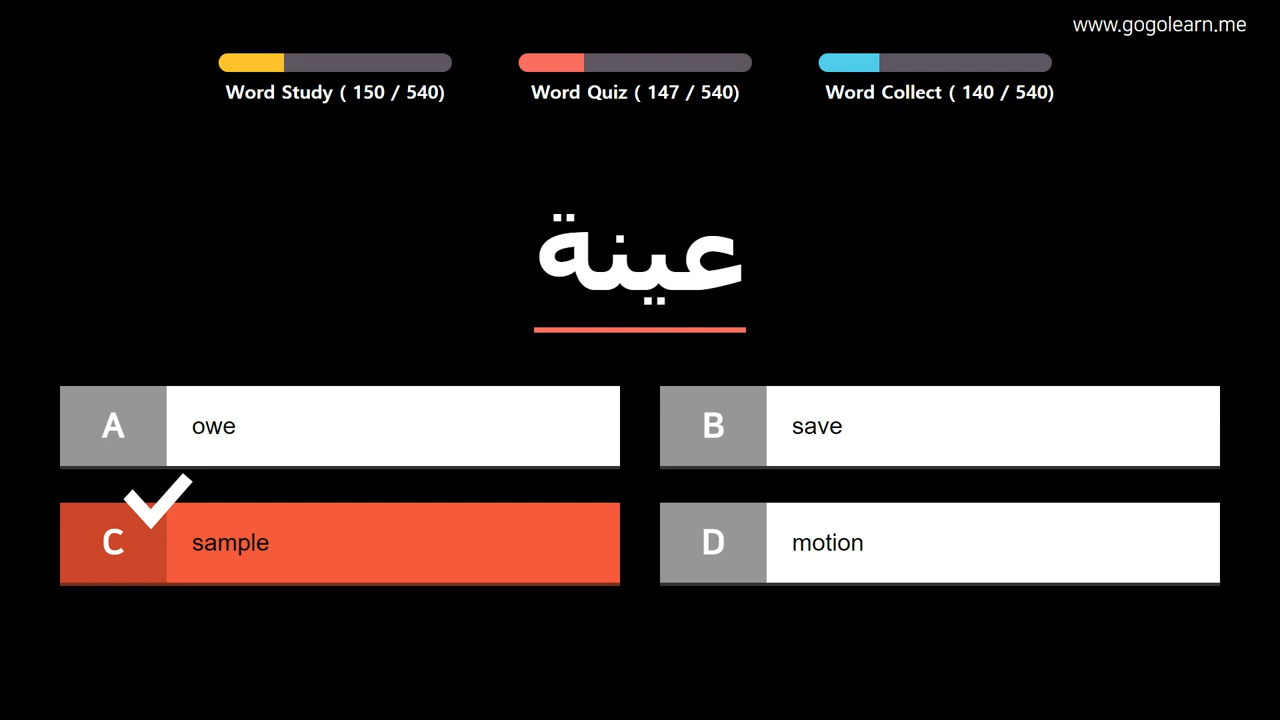 www.gogolearn.me
Word Study ( 150 / 540)
Word Quiz ( 147 / 540)
Word Collect ( 140 / 540)
عينة
A owe
B save
C sample
D motion